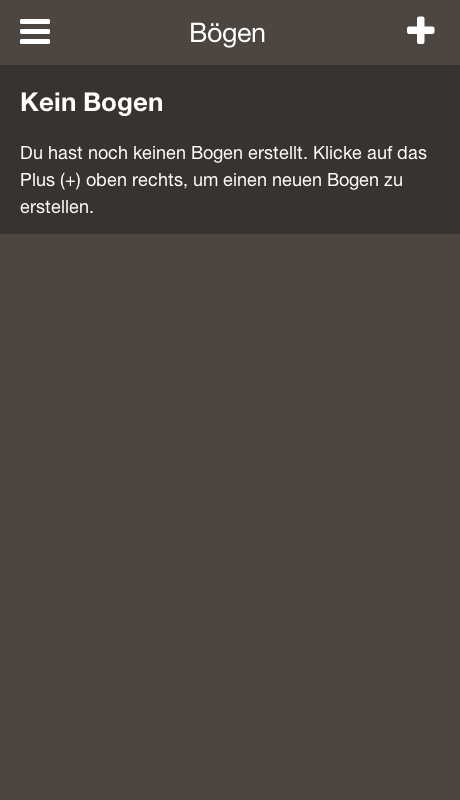 Bögen
Kein Bogen
Du hast noch keinen Bogen erstellt. Klicke auf das
Plus (+) oben rechts, um einen neuen Bogen zu
erstellen.